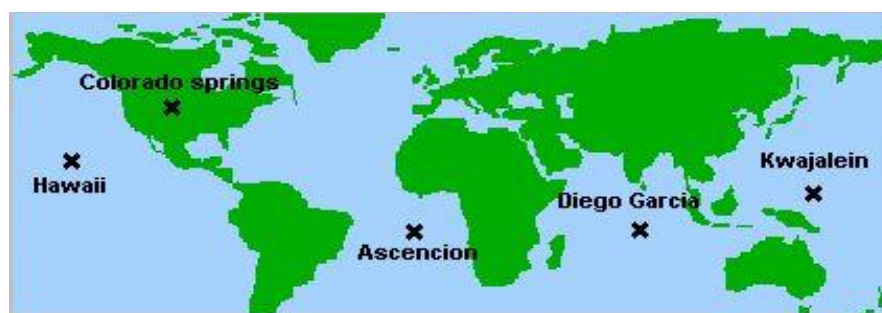 Colorado springs
Kwajalein
Hawaii
Diego Garcia
Ascencion